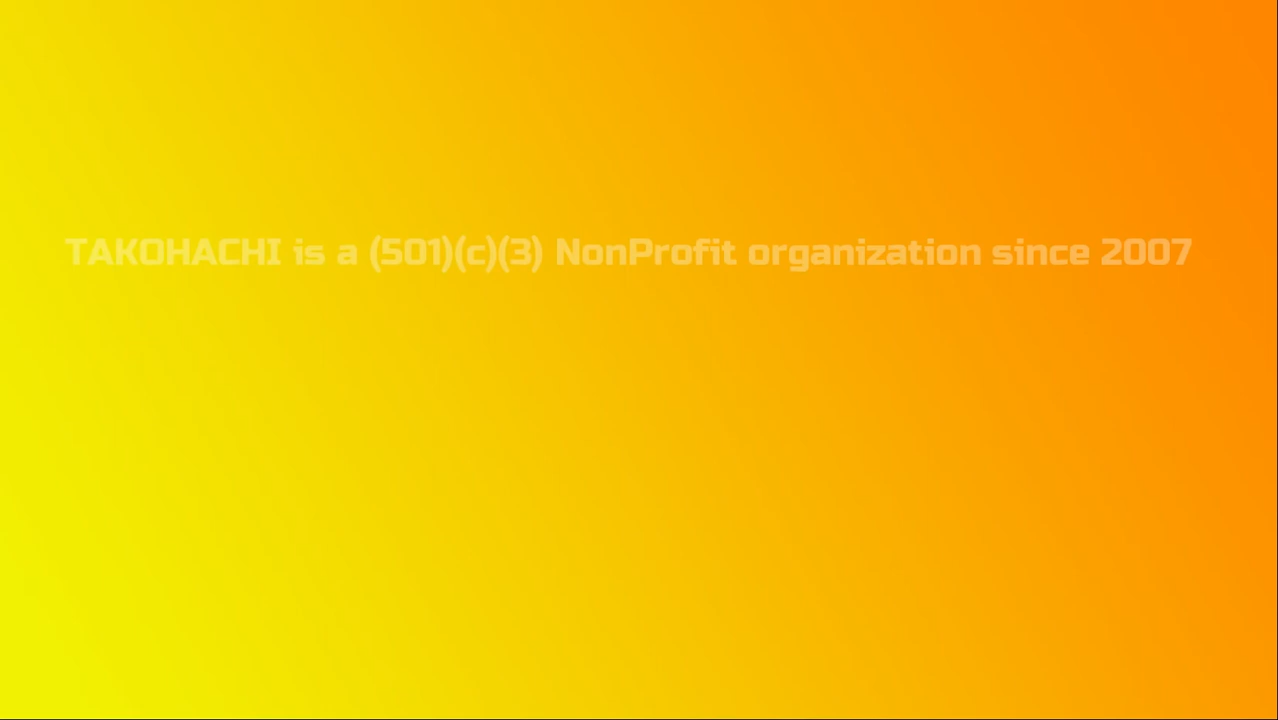 TAKOHACHI is a (501)(c)(3) NonProfit organization since 2007